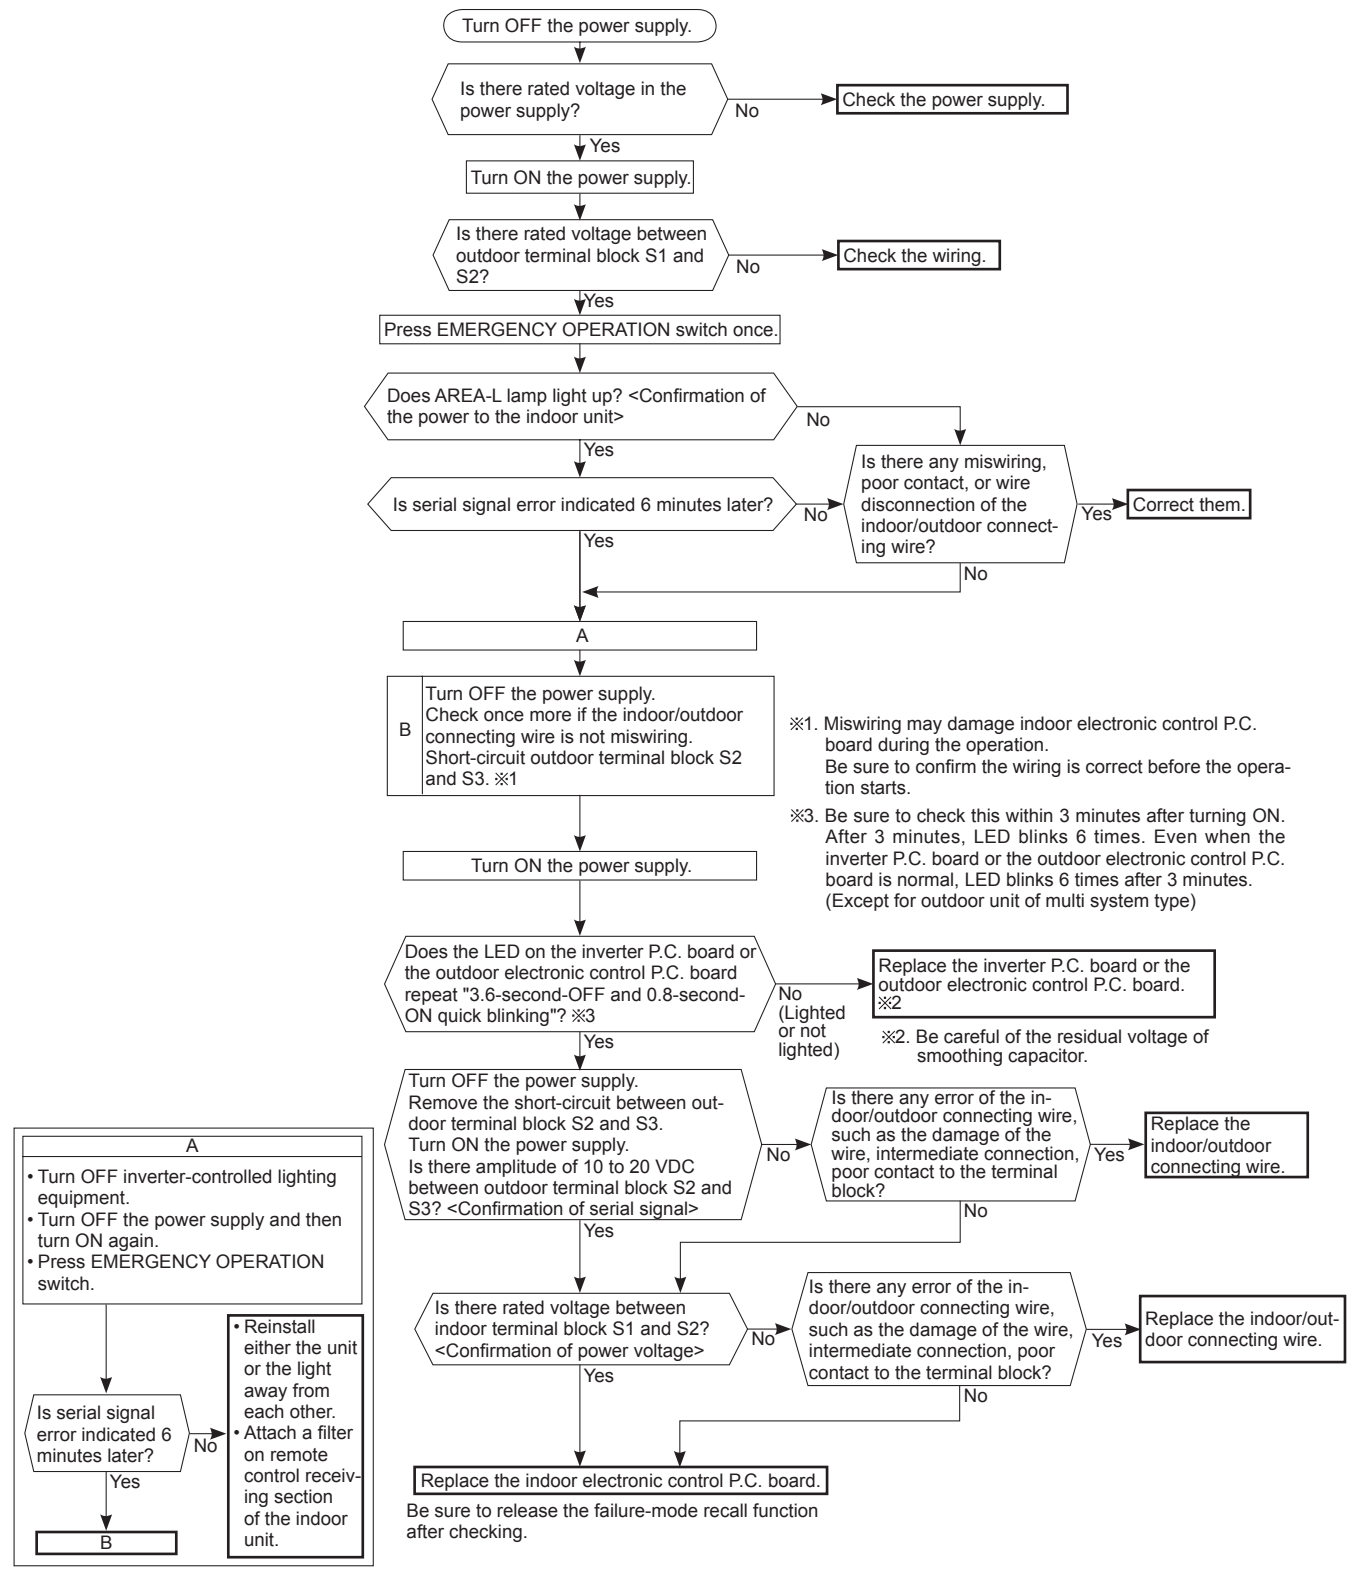 Turn OFF the power supply.
Is there rated voltage in the
power supply?
No
Check the power supply.
Yes
Turn ON the power supply.
Is there rated voltage between
outdoor terminal block S1 and
S2?
No
Check the wiring.
Yes
Press EMERGENCY OPERATION switch once.
Does AREA-L lamp light up? <Confirmation of
the power to the indoor unit>
No
Yes
Is serial signal error indicated 6 minutes later?
No
Is there any miswiring,
poor contact, or wire
disconnection of the
indoor/outdoor connect-
ing wire?
Yes
Correct them.
Yes
No
A
B
Turn OFF the power supply.
Check once more if the indoor/outdoor
connecting wire is not miswiring.
Short-circuit outdoor terminal block S2
and S3. ※1
※1. Miswiring may damage indoor electronic control P.C.
board during the operation.
Be sure to confirm the wiring is correct before the opera-
tion starts.
※3. Be sure to check this within 3 minutes after turning ON.
After 3 minutes, LED blinks 6 times. Even when the
inverter P.C. board or the outdoor electronic control P.C.
board is normal, LED blinks 6 times after 3 minutes.
(Except for outdoor unit of multi system type)
Turn ON the power supply.
Does the LED on the inverter P.C. board or
the outdoor electronic control P.C. board
repeat "3.6-second-OFF and 0.8-second-
ON quick blinking"? ※3
No
(Lighted
or not
lighted)
Replace the inverter P.C. board or the
outdoor electronic control P.C. board.
※2
※2. Be careful of the residual voltage of
smoothing capacitor.
Yes
Turn OFF the power supply.
Remove the short-circuit between out-
door terminal block S2 and S3.
Turn ON the power supply.
Is there amplitude of 10 to 20 VDC
between outdoor terminal block S2 and
S3? <Confirmation of serial signal>
No
Is there any error of the in-
door/outdoor connecting wire,
such as the damage of the
wire, intermediate connection,
poor contact to the terminal
block?
Yes
Replace the
indoor/outdoor
connecting wire.
Yes
No
Is there rated voltage between
indoor terminal block S1 and S2?
<Confirmation of power voltage>
No
Is there any error of the in-
door/outdoor connecting wire,
such as the damage of the wire,
intermediate connection, poor
contact to the terminal block?
Yes
Replace the indoor/out-
door connecting wire.
Yes
No
Replace the indoor electronic control P.C. board.
Be sure to release the failure-mode recall function
after checking.
A
• Turn OFF inverter-controlled lighting
equipment.
• Turn OFF the power supply and then
turn ON again.
• Press EMERGENCY OPERATION
switch.
Is serial signal
error indicated 6
minutes later?
No
• Reinstall
either the unit
or the light
away from
each other.
• Attach a filter
on remote
control receiv-
ing section
of the indoor
unit.
Yes
B